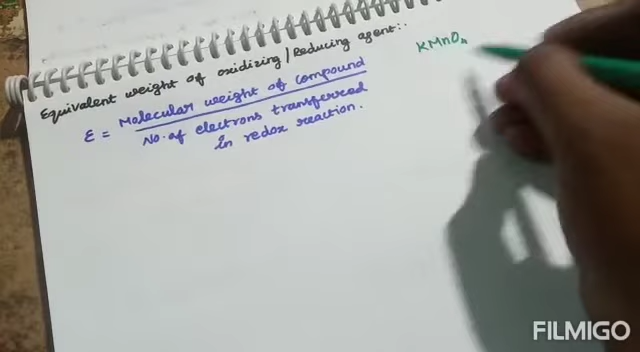 Equivalent weight of oxidizing/Reducing agent:-
KMnO4
E = Molecular weight of compound
No. of electrons transferred
in redox reaction.
FILMIGO